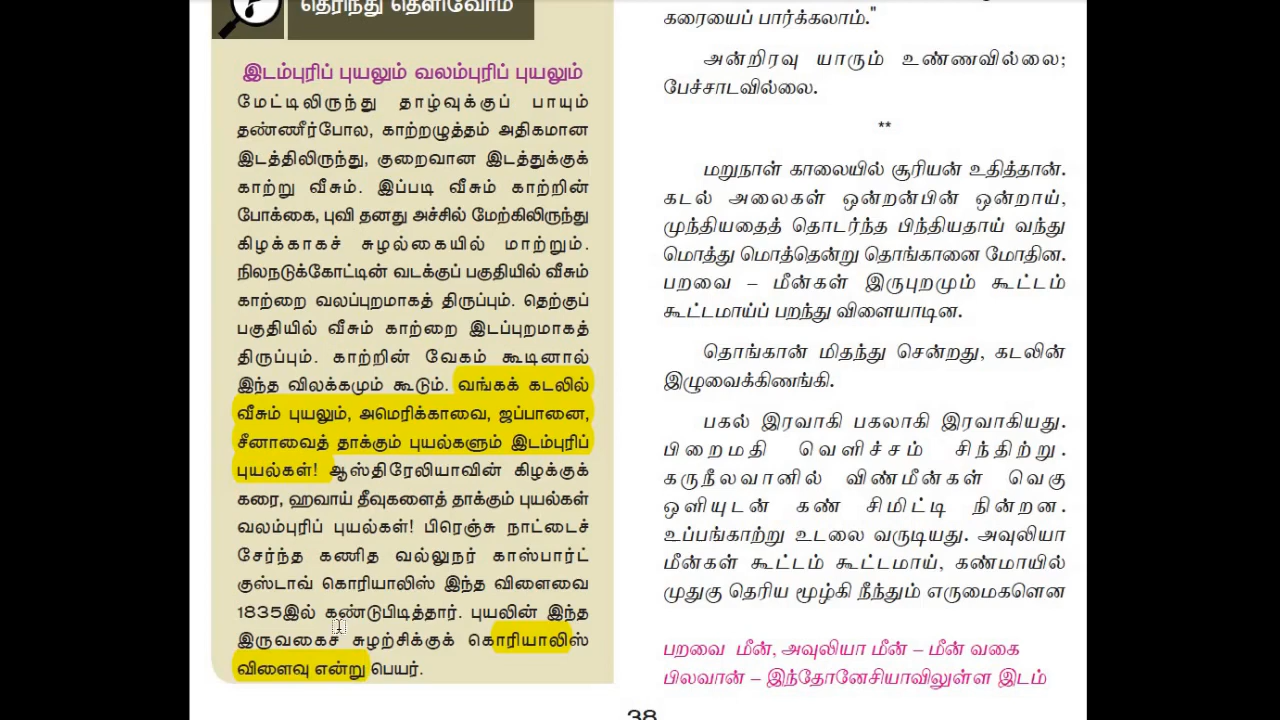 தெரிந்து தெளிவோம்
இடம்புரிப் புயலும் வலம்புரிப் புயலும்
மேட்டிலிருந்து தாழ்வுக்குப் பாயும்
தண்ணீர்போல, காற்றழுத்தம் அதிகமான
இடத்திலிருந்து, குறைவான இடத்துக்குக்
காற்று வீசும். இப்படி வீசும் காற்றின்
போக்கை, புவி தனது அச்சில் மேற்கிலிருந்து
கிழக்காகச் சுழல்கையில் மாற்றும்.
நிலநடுக்கோட்டின் வடக்குப் பகுதியில் வீசும்
காற்றை வலப்புறமாகத் திருப்பும். தெற்குப்
பகுதியில் வீசும் காற்றை இடப்புறமாகத்
திருப்பும். காற்றின் வேகம் கூடினால்
இந்த விலக்கமும் கூடும். வங்கக் கடலில்
வீசும் புயலும், அமெரிக்காவை, ஜப்பானை,
சீனாவைத் தாக்கும் புயல்களும் இடம்புரிப்
புயல்கள்! ஆஸ்திரேலியாவின் கிழக்குக்
கரை, ஹவாய் தீவுகளைத் தாக்கும் புயல்கள்
வலம்புரிப் புயல்கள்! பிரெஞ்சு நாட்டைச்
சேர்ந்த கணித வல்லுநர் காஸ்பார்ட்
குஸ்டாவ் கொரியாலிஸ் இந்த விளைவை
1835இல் கண்டுபிடித்தார். புயலின் இந்த
இருவகைச் சுழற்சிக்குக் கொரியாலிஸ்
விளைவு என்று பெயர்.
கரையைப் பார்க்கலாம்."
அன்றிரவு யாரும் உண்ணவில்லை;
பேச்சாடவில்லை.
**
மறுநாள் காலையில் சூரியன் உதித்தான்.
கடல் அலைகள் ஒன்றன்பின் ஒன்றாய்,
முந்தியதைத் தொடர்ந்த பிந்தியதாய் வந்து
மொத்து மொத்தென்று தொங்கானை மோதின.
பறவை – மீன்கள் இருபுறமும் கூட்டம்
கூட்டமாய்ப் பறந்து விளையாடின.
தொங்கான் மிதந்து சென்றது, கடலின்
இழுவைக்கிணங்கி.
பகல் இரவாகி பகலாகி இரவாகியது.
பிறைமதி வெளிச்சம் சிந்திற்று.
கருநீலவானில் விண்மீன்கள் வெகு
ஒளியுடன் கண் சிமிட்டி நின்றன.
உப்பங்காற்று உடலை வருடியது. அவுலியா
மீன்கள் கூட்டம் கூட்டமாய், கண்மாயில்
முதுகு தெரிய மூழ்கி நீந்தும் எருமைகளென
பறவை மீன், அவுலியா மீன் – மீன் வகை
பிலவான் – இந்தோனேசியாவிலுள்ள இடம்
38